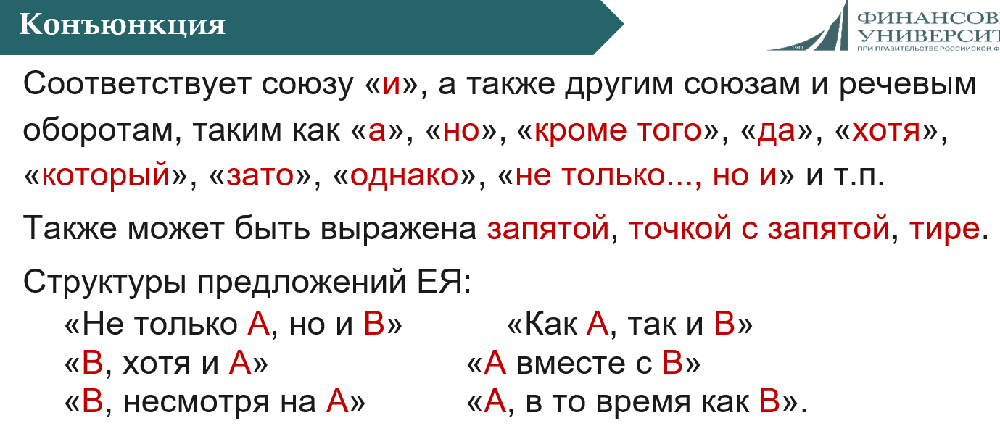 Конъюнкция
ФИНАНСОВ
УНИВЕРСИТ
ПРИ ПРАВИТЕЛЬСТВЕ РОССИЙСКОЙ Ф
1919
Соответствует союзу «и», а также другим союзам и речевым
оборотам, таким как «а», «но», «кроме того», «да», «хотя»,
«который», «зато», «однако», «не только..., но и» и т.п.
Также может быть выражена запятой, точкой с запятой, тире.
Структуры предложений ЕЯ:
«Не только А, но и В» «Как А, так и В»
«В, хотя и А» «А вместе с В»
«В, несмотря на А» «А, в то время как В».